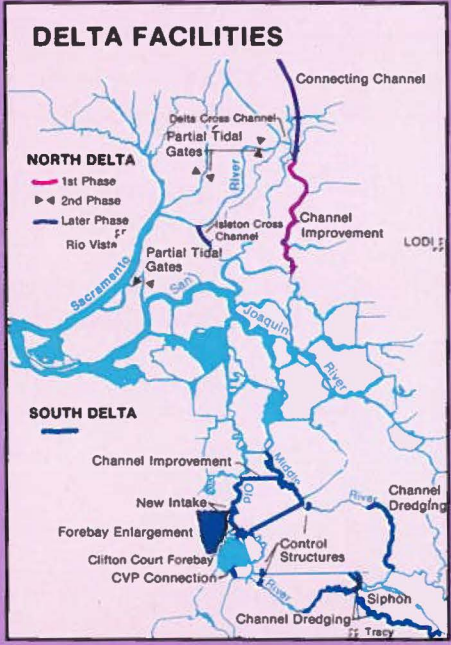 DELTA FACILITIES
Connecting Channel
Delta Cross Channel
Partial Tidal
Gates
River
NORTH DELTA
1st Phase
2nd Phase
Later Phase
Rio Vista
Isleton Cross
Channel
Channel
Improvement
LODI
Partial Tidal
Gates
Sacramento
San
Joaquin
River
SOUTH DELTA
Channel Improvement
Middle
Old
River
Channel
Dredging
New Intake
Forebay Enlargement
Clifton Court Forebay
CVP Connection
Control
Structures
River
Siphon
Channel Dredging
Tracy